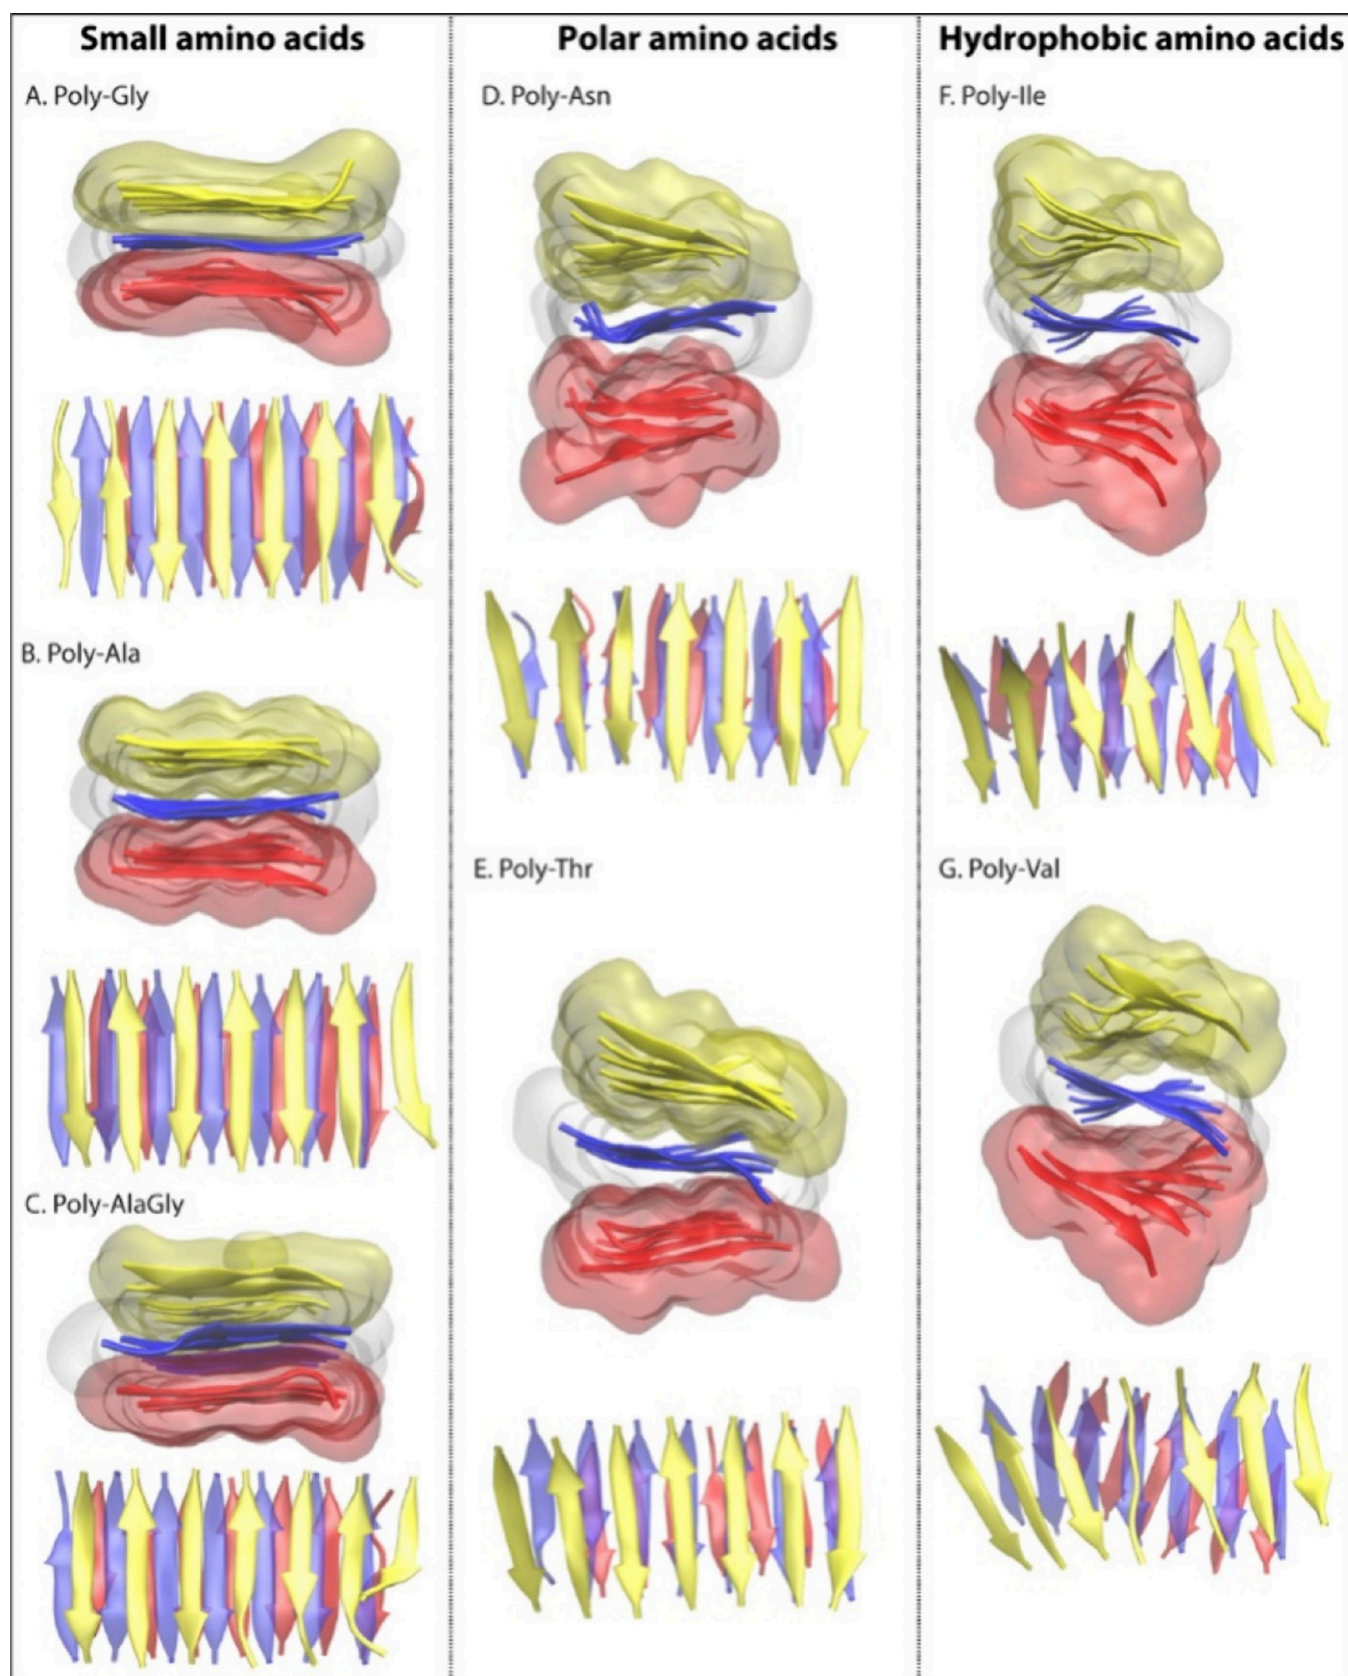 Small amino acids
A. Poly-Gly
B. Poly-Ala
C. Poly-AlaGly
Polar amino acids
D. Poly-Asn
E. Poly-Thr
Hydrophobic amino acids
F. Poly-Ile
G. Poly-Val